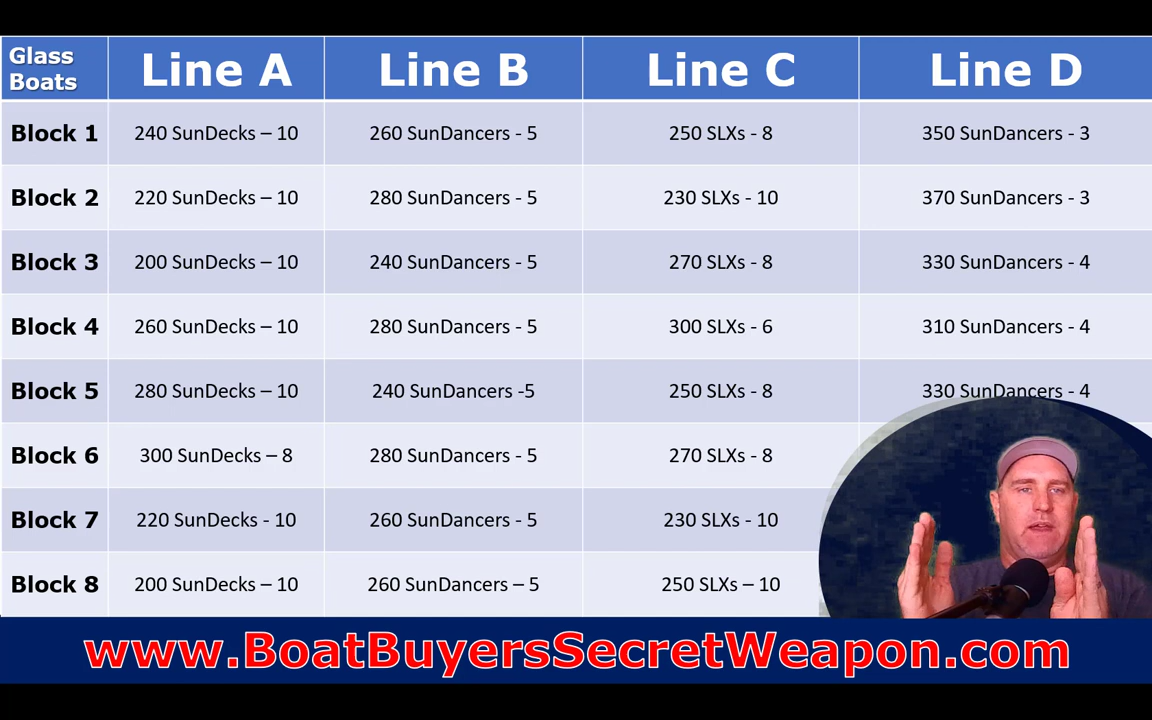 Glass Boats Line A Line B Line C Line D
Block 1 240 SunDecks – 10 260 SunDancers - 5 250 SLXs - 8 350 SunDancers - 3
Block 2 220 SunDecks – 10 280 SunDancers - 5 230 SLXs - 10 370 SunDancers - 3
Block 3 200 SunDecks – 10 240 SunDancers - 5 270 SLXs - 8 330 SunDancers - 4
Block 4 260 SunDecks – 10 280 SunDancers - 5 300 SLXs - 6 310 SunDancers - 4
Block 5 280 SunDecks – 10 240 SunDancers -5 250 SLXs - 8 330 SunDancers - 4
Block 6 300 SunDecks – 8 280 SunDancers - 5 270 SLXs - 8
Block 7 220 SunDecks - 10 260 SunDancers - 5 230 SLXs - 10
Block 8 200 SunDecks – 10 260 SunDancers – 5 250 SLXs – 10
www.BoatBuyersSecretWeapon.com